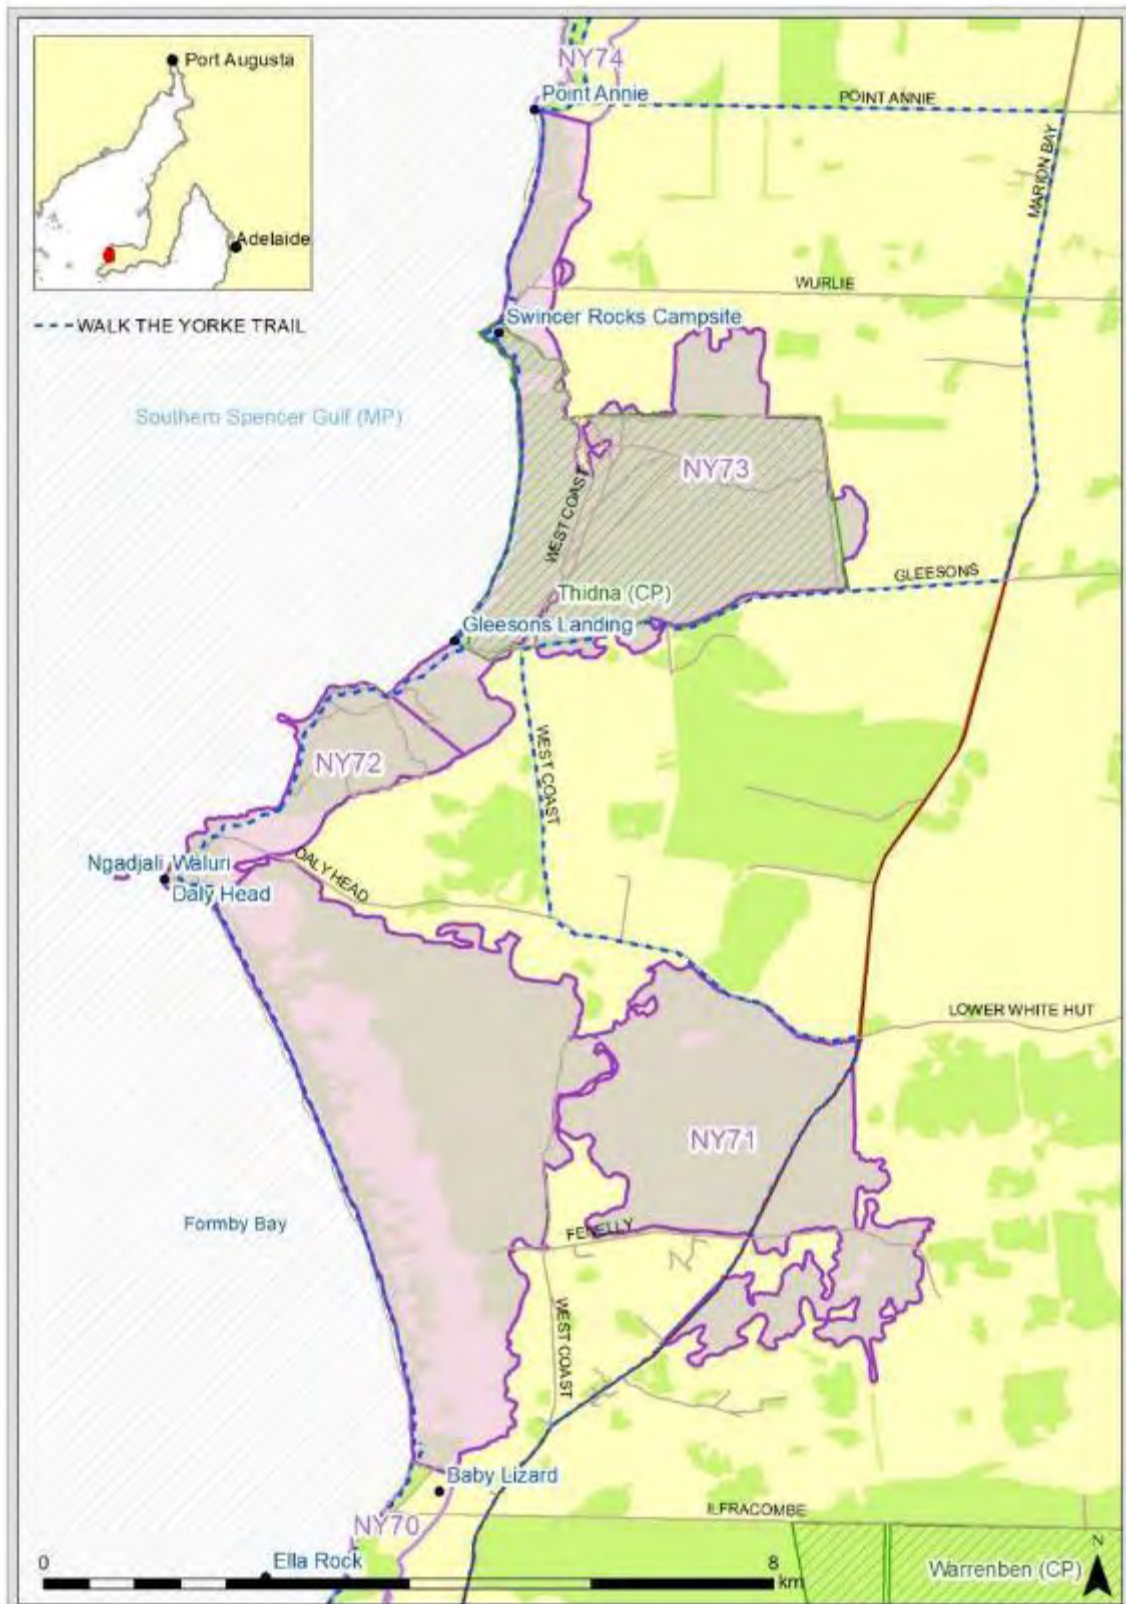 NY74
Port Augusta
Point Annie
POINT ANNIE
MARION BAY
Adelaide
WURLIE
Swincer Rocks Campsite
WALK THE YORKE TRAIL
Southern Spencer Gulf (MP)
NY73
WEST COAST
GLEESONS
Thidna (CP)
Gleesons Landing
WEST COAST
NY72
Ngadjali Waluri
DALY HEAD
Daly Head
LOWER WHITE HUT
NY71
Formby Bay
FENELLY
WEST COAST
Baby Lizard
ILFRACOMBE
NY70
N
Ella Rock
Warrenben (CP)
0
8
km